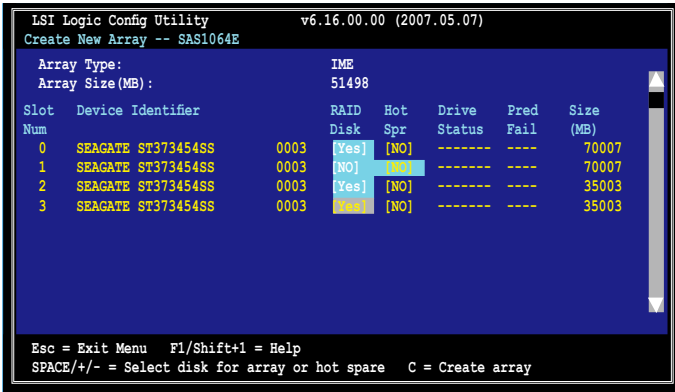 LSI Logic Config Utility v6.16.00.00 (2007.05.07)
Create New Array -- SAS1064E
Array Type: IME
Array Size(MB): 51498
Slot Device Identifier RAID Hot Drive Pred Size
Num Disk Spr Status Fail (MB)
0 SEAGATE ST373454SS 0003 [Yes] [NO] ------- ---- 70007
1 SEAGATE ST373454SS 0003 [NO] [NO] ------- ---- 70007
2 SEAGATE ST373454SS 0003 [Yes] [NO] ------- ---- 35003
3 SEAGATE ST373454SS 0003 [Yes] [NO] ------- ---- 35003
Esc = Exit Menu F1/Shift+1 = Help
SPACE/+/- = Select disk for array or hot spare C = Create array